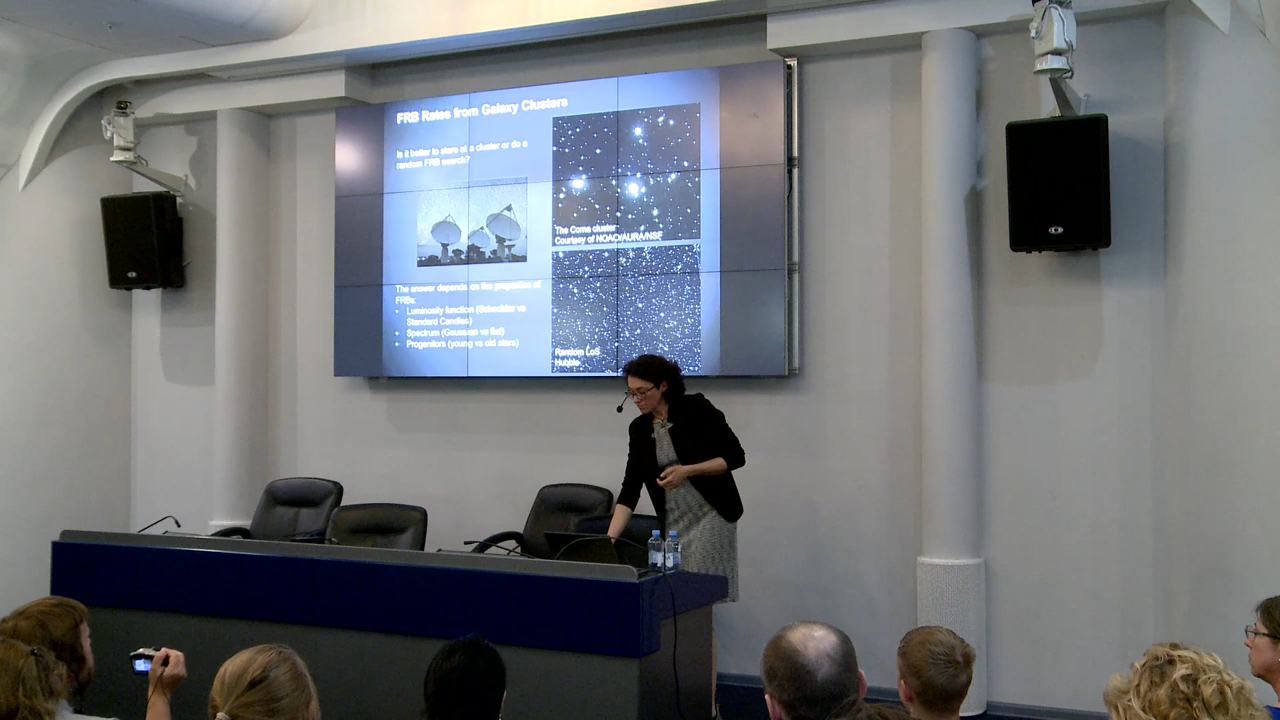 FRB Rates from Galaxy Clusters
Is it better to stare at a cluster or do a
random FRB search?
The Coma cluster
Courtesy of NOAO/AURA/NSF
The answer depends on the properties of
FRBs:
• Luminosity function (Schechter vs
Standard Candles)
• Spectrum (Gaussian vs flat)
• Progenitors (young vs old stars)
Random LoS
Hubble